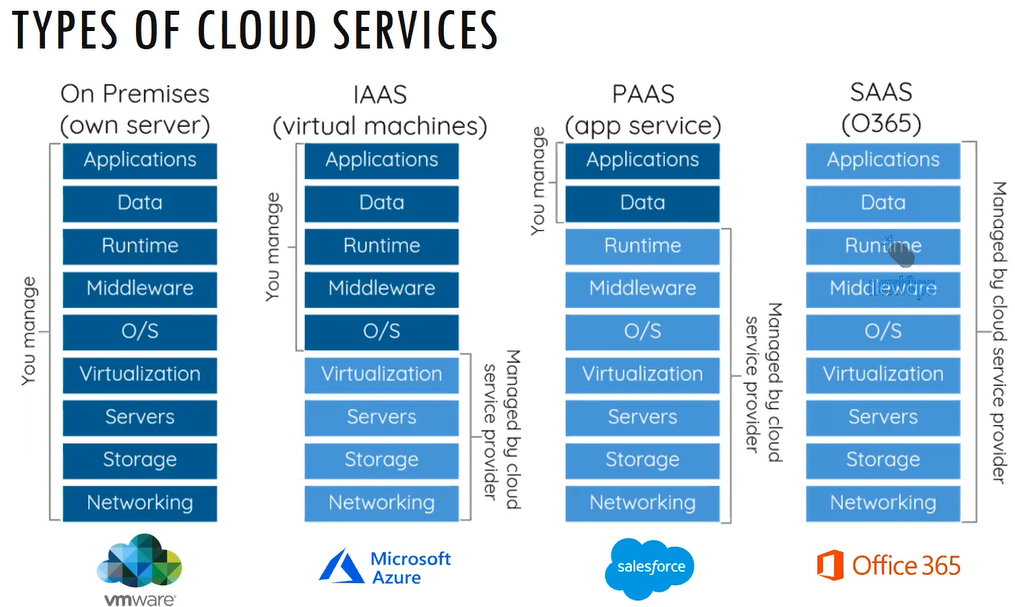 TYPES OF CLOUD SERVICES
On Premises
(own server)
You manage
Applications
Data
Runtime
Middleware
O/S
Virtualization
Servers
Storage
Networking
vmware
IAAS
(virtual machines)
You manage
Applications
Data
Runtime
Middleware
O/S
Virtualization
Servers
Storage
Networking
Managed by cloud
service provider
Microsoft
Azure
PAAS
(app service)
You manage
Applications
Data
Runtime
Middleware
O/S
Virtualization
Servers
Storage
Networking
Managed by cloud
service provider
salesforce
SAAS
(O365)
Applications
Data
Runtime
Middleware
O/S
Virtualization
Servers
Storage
Networking
Managed by cloud service provider
Office 365